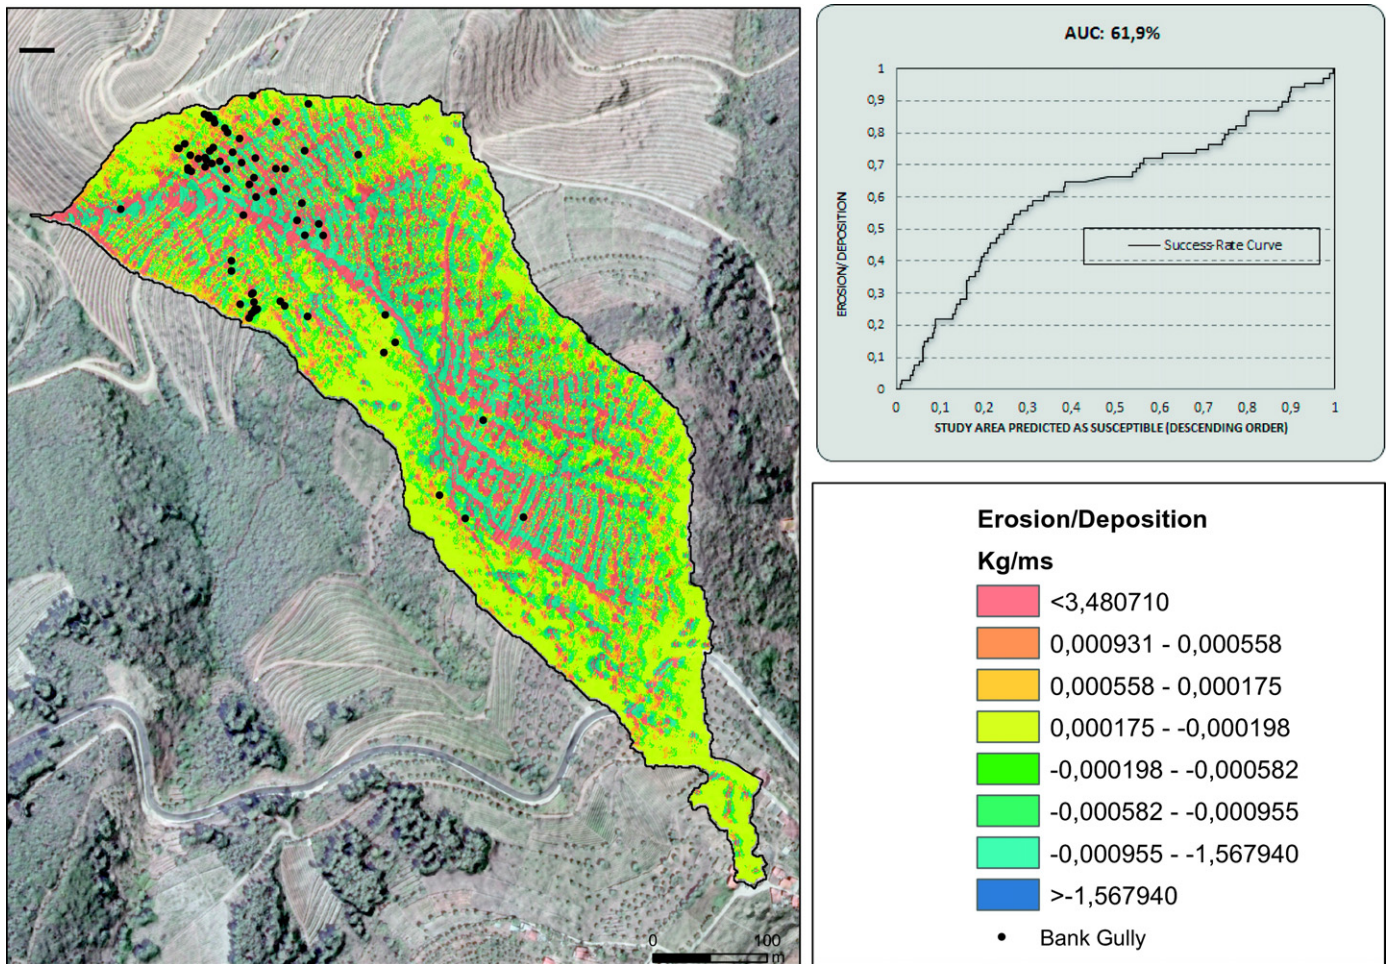 AUC: 61,9%
1
0,9
0,8
0,7
0,6
0,5
0,4
0,3
0,2
0,1
0
EROSION/DEPOSITION
Success-Rate Curve
0 0,1 0,2 0,3 0,4 0,5 0,6 0,7 0,8 0,9 1
STUDY AREA PREDICTED AS SUSCEPTIBLE (DESCENDING ORDER)
Erosion/Deposition
Kg/ms
<3,480710
0,000931 - 0,000558
0,000558 - 0,000175
0,000175 - -0,000198
-0,000198 - -0,000582
-0,000582 - -0,000955
-0,000955 - -1,567940
>-1,567940
Bank Gully
0 100
m